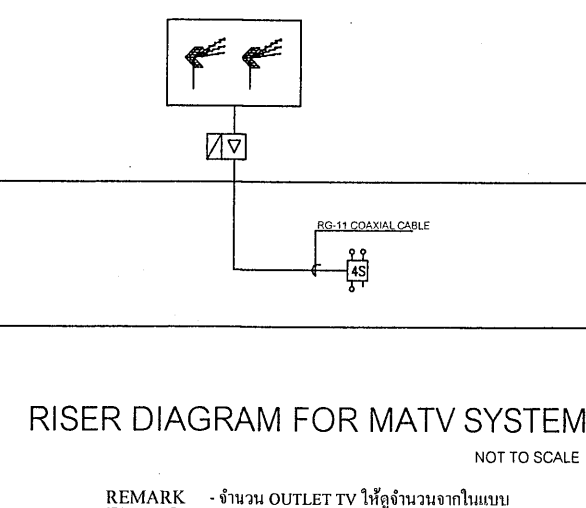 RG-11 COAXIAL CABLE
4S
RISER DIAGRAM FOR MATV SYSTEM
NOT TO SCALE
REMARK - จำนวน OUTLET TV ให้ดูจำนวนจากในแบบ